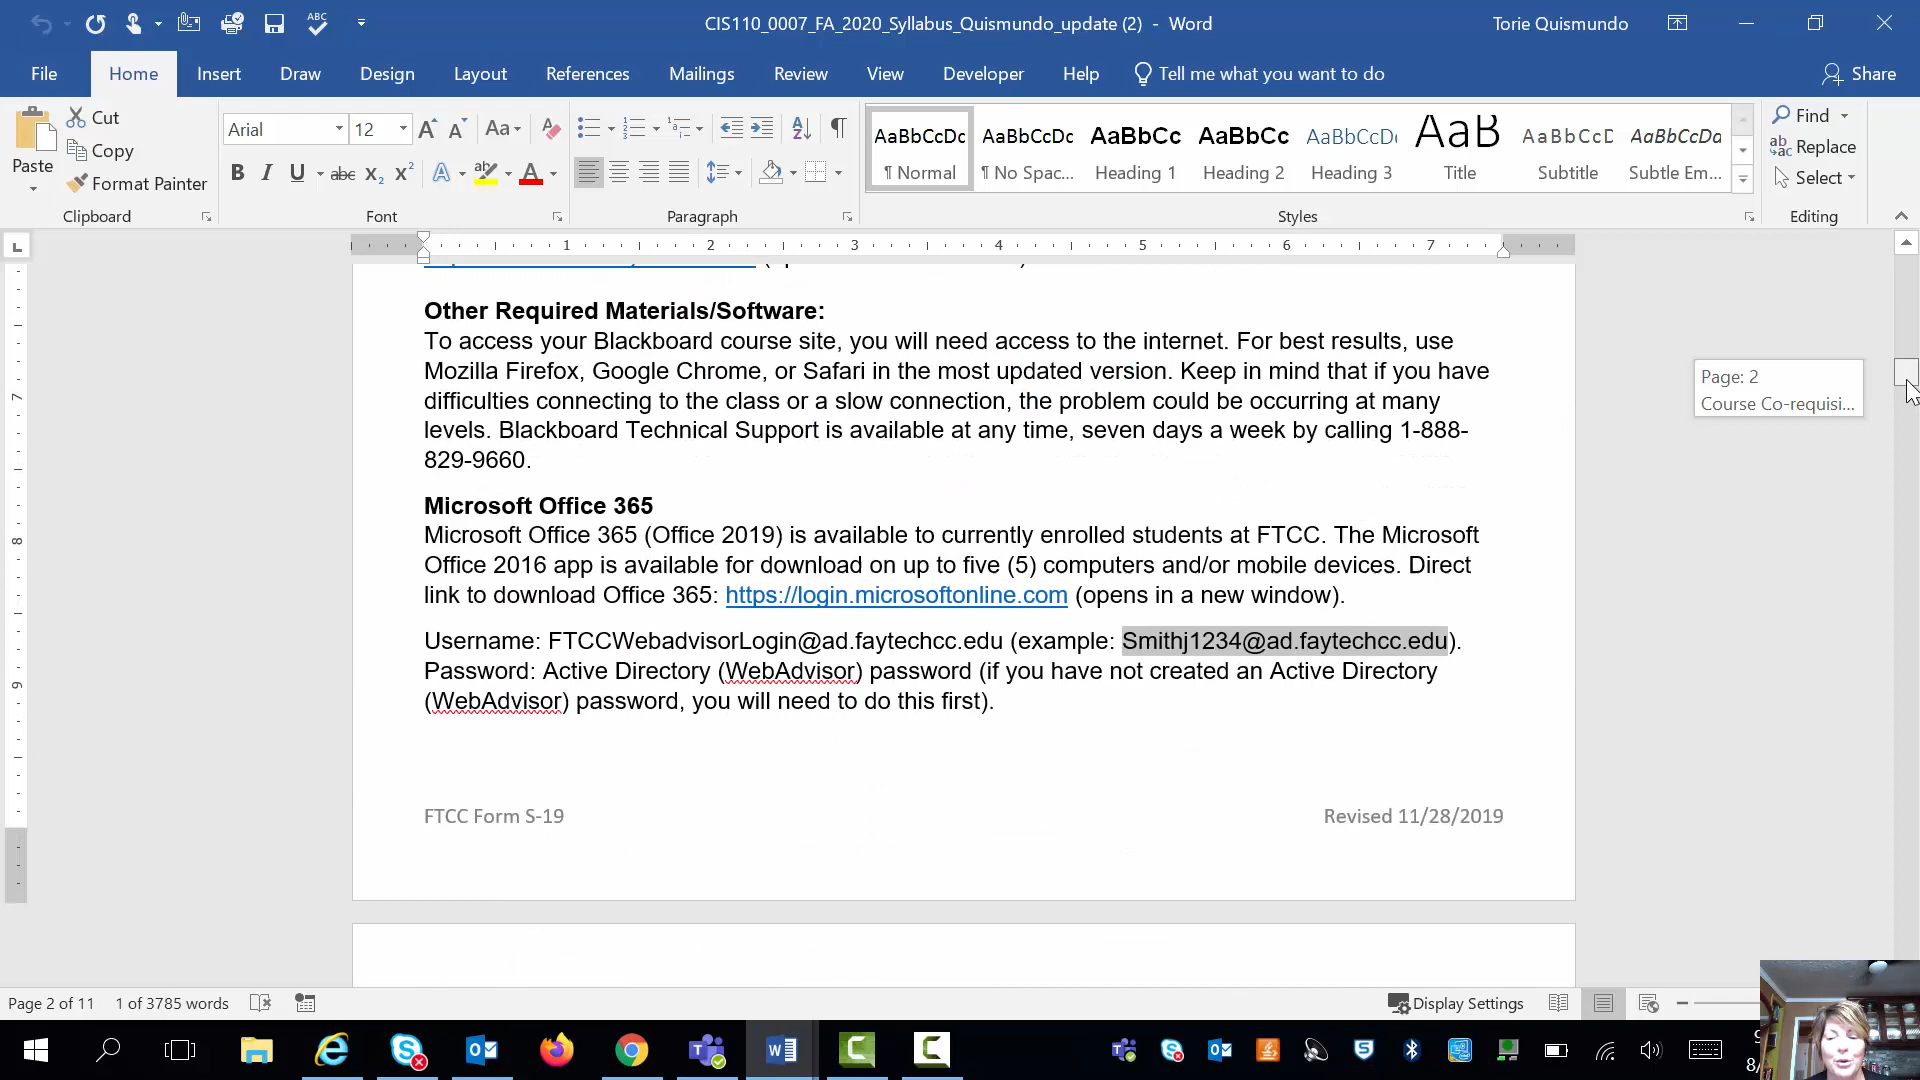 CIS110_0007_FA_2020_Syllabus_Quismundo_update (2) - Word
Torie Quismundo
File Home Insert Draw Design Layout References Mailings Review View Developer Help Tell me what you want to do Share
Paste
Cut
Copy
Format Painter
Clipboard
Arial 12
Font
Paragraph
AaBbCcDc AaBbCcDc AaBbCc AaBbCc AaBbCcDc AaB AaBbCcD AaBbCcDa
¶ Normal ¶ No Spac... Heading 1 Heading 2 Heading 3 Title Subtitle Subtle Em...
Styles
Find
Replace
Select
Editing
1 2 3 4 5 6 7
Other Required Materials/Software:
To access your Blackboard course site, you will need access to the internet. For best results, use
Mozilla Firefox, Google Chrome, or Safari in the most updated version. Keep in mind that if you have
difficulties connecting to the class or a slow connection, the problem could be occurring at many
levels. Blackboard Technical Support is available at any time, seven days a week by calling 1-888-
829-9660.
Microsoft Office 365
Microsoft Office 365 (Office 2019) is available to currently enrolled students at FTCC. The Microsoft
Office 2016 app is available for download on up to five (5) computers and/or mobile devices. Direct
link to download Office 365: https://login.microsoftonline.com (opens in a new window).
Username: FTCCWebadvisorLogin@ad.faytechcc.edu (example: Smithj1234@ad.faytechcc.edu).
Password: Active Directory (WebAdvisor) password (if you have not created an Active Directory
(WebAdvisor) password, you will need to do this first).
FTCC Form S-19
Revised 11/28/2019
Page: 2
Course Co-requisi...
7
8
9
Page 2 of 11 1 of 3785 words
Display Settings